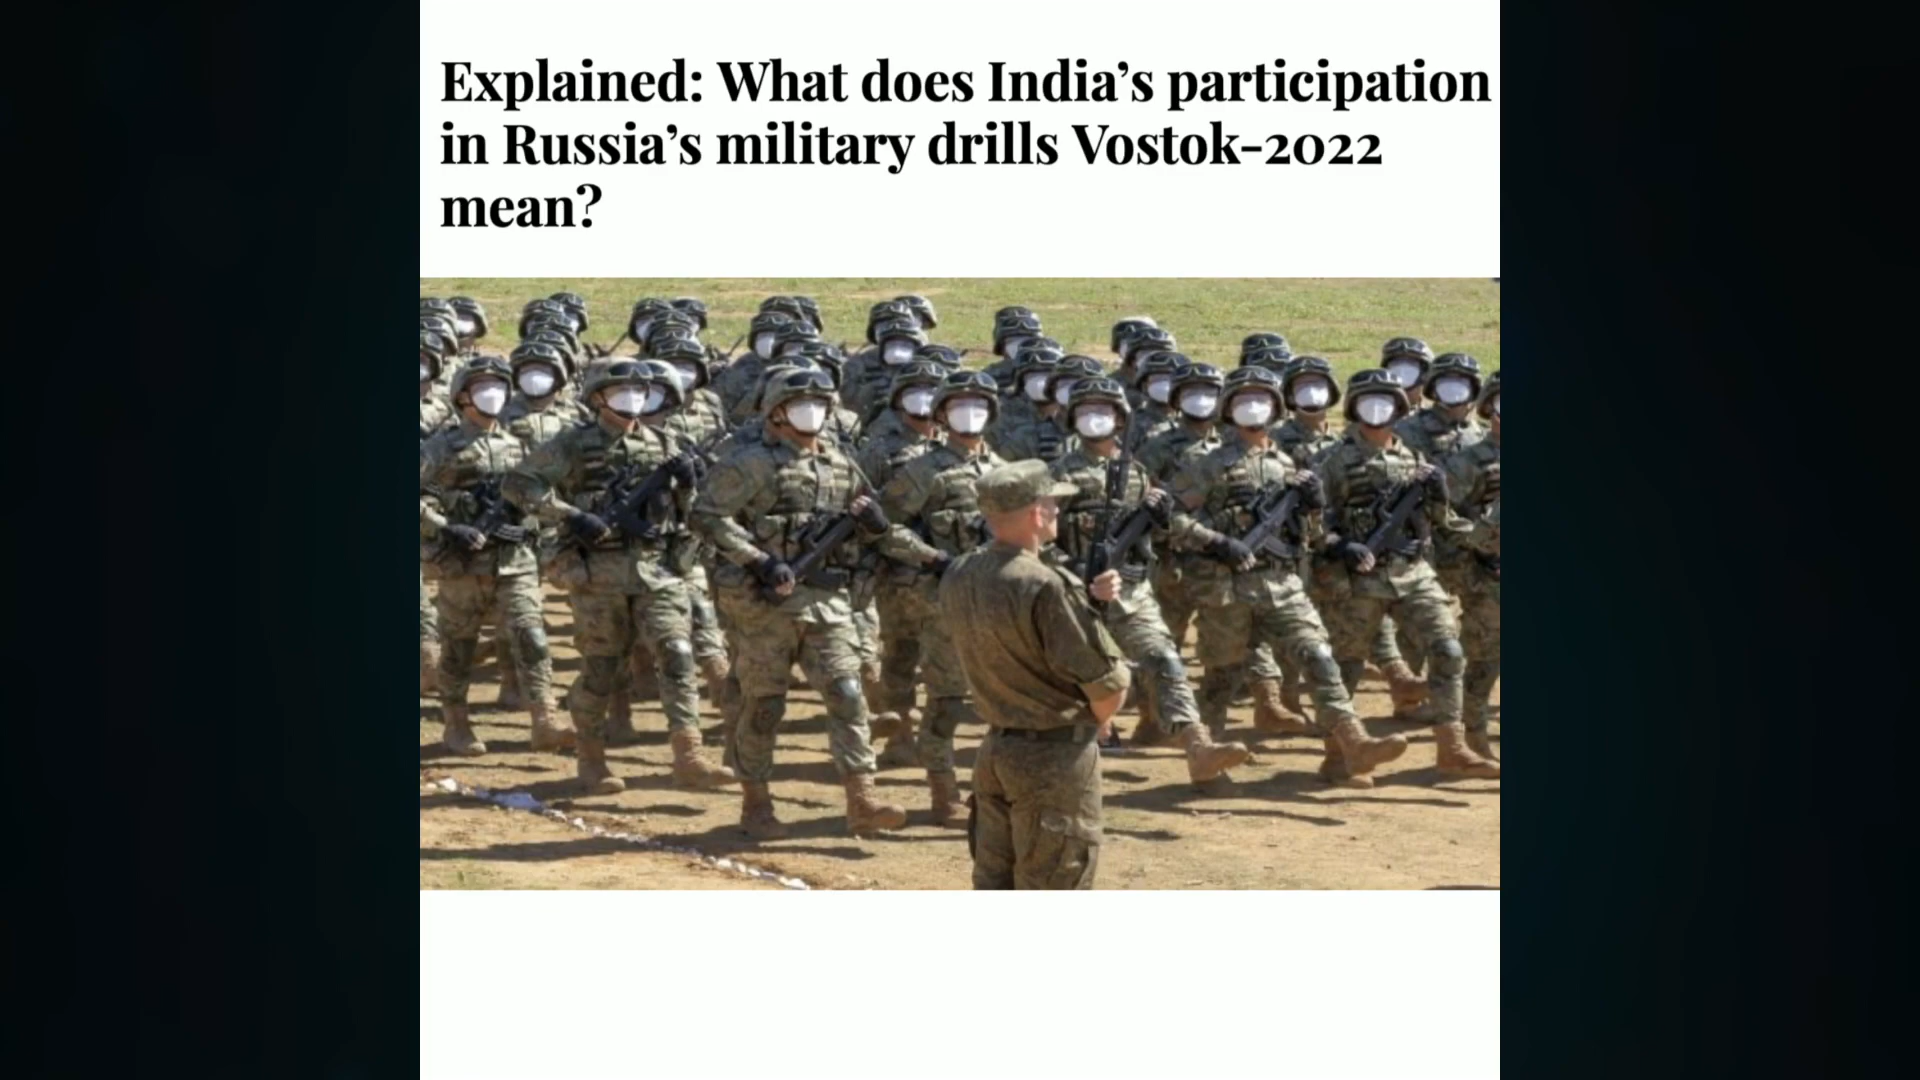 Explained: What does India’s participation
in Russia’s military drills Vostok-2022
mean?